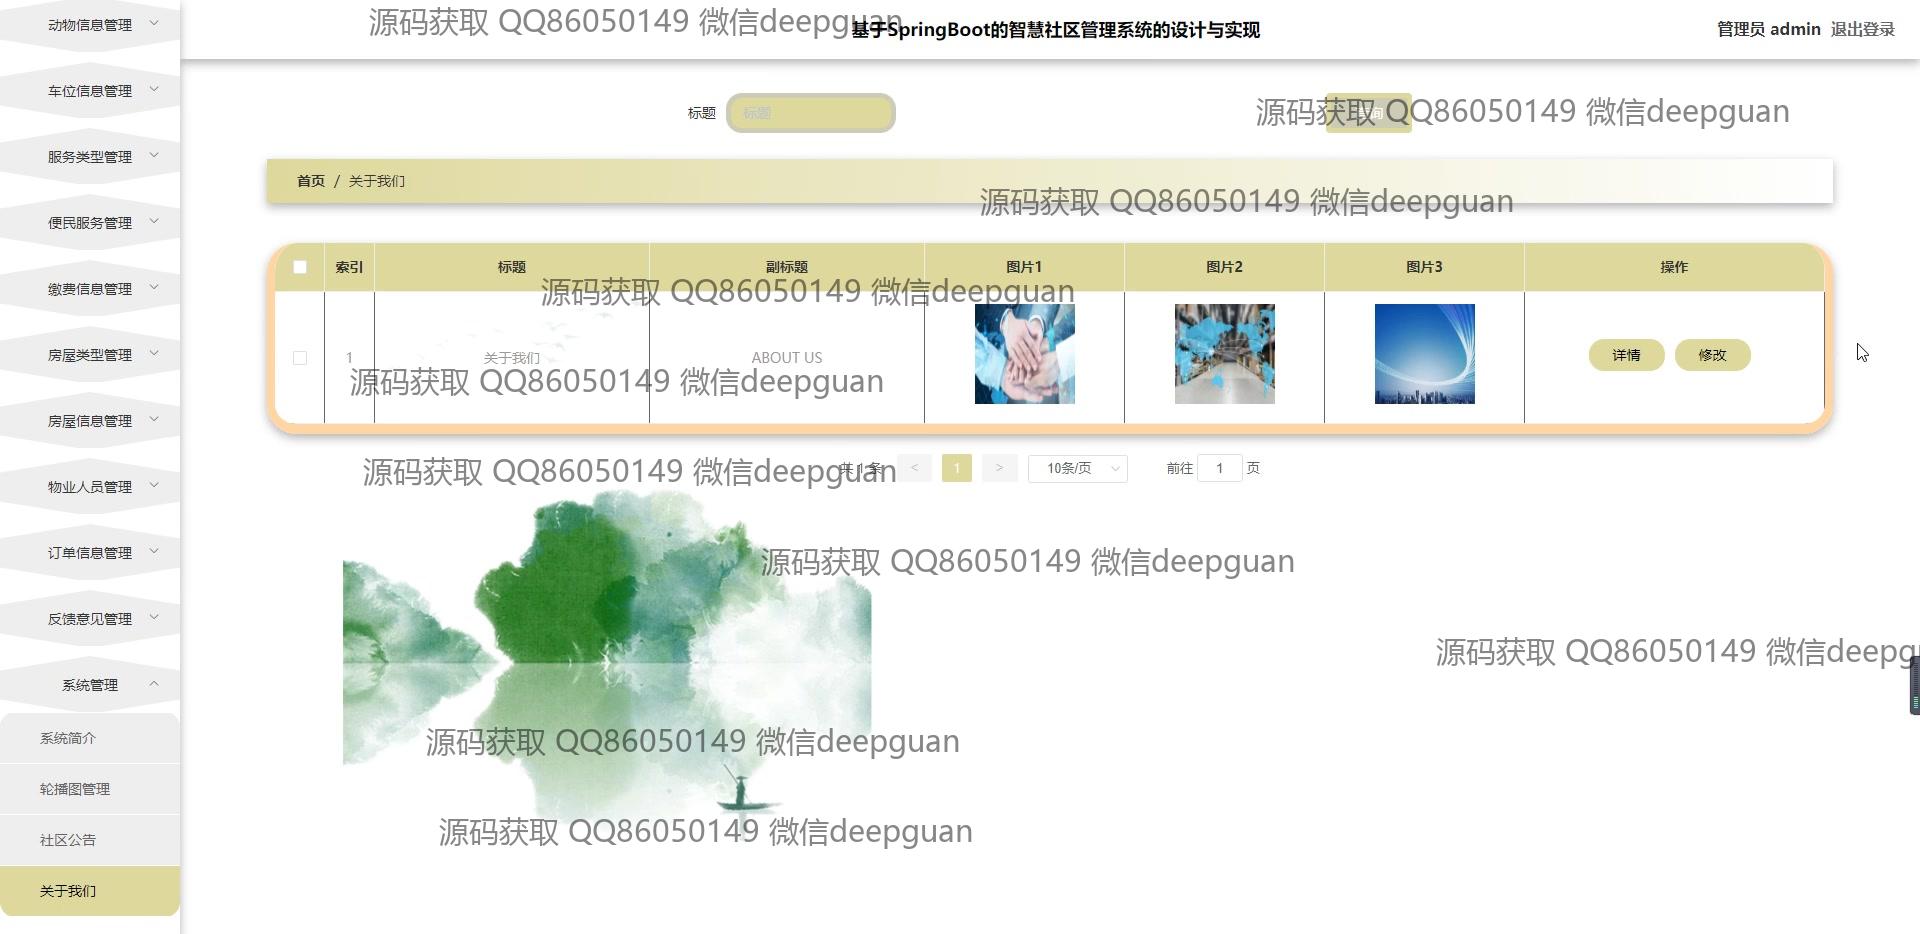 动物信息管理
车位信息管理
服务类型管理
便民服务管理
缴费信息管理
房屋类型管理
房屋信息管理
物业人员管理
订单信息管理
反馈意见管理
系统管理
系统简介
轮播图管理
社区公告
关于我们
源码获取 QQ86050149 微信deepguan
基于SpringBoot的智慧社区管理系统的设计与实现
管理员 admin 退出登录
标题 标题
源码获取 QQ86050149 微信deepguan
首页 / 关于我们
源码获取 QQ86050149 微信deepguan
索引 标题 副标题 图片1 图片2 图片3 操作
源码获取 QQ86050149 微信deepguan
1 关于我们 ABOUT US 详情 修改
源码获取 QQ86050149 微信deepguan
共 1 条 < 1 > 10条/页 前往 1 页
源码获取 QQ86050149 微信deepguan
源码获取 QQ86050149 微信deepguan
源码获取 QQ86050149 微信deepg
源码获取 QQ86050149 微信deepguan
源码获取 QQ86050149 微信deepguan